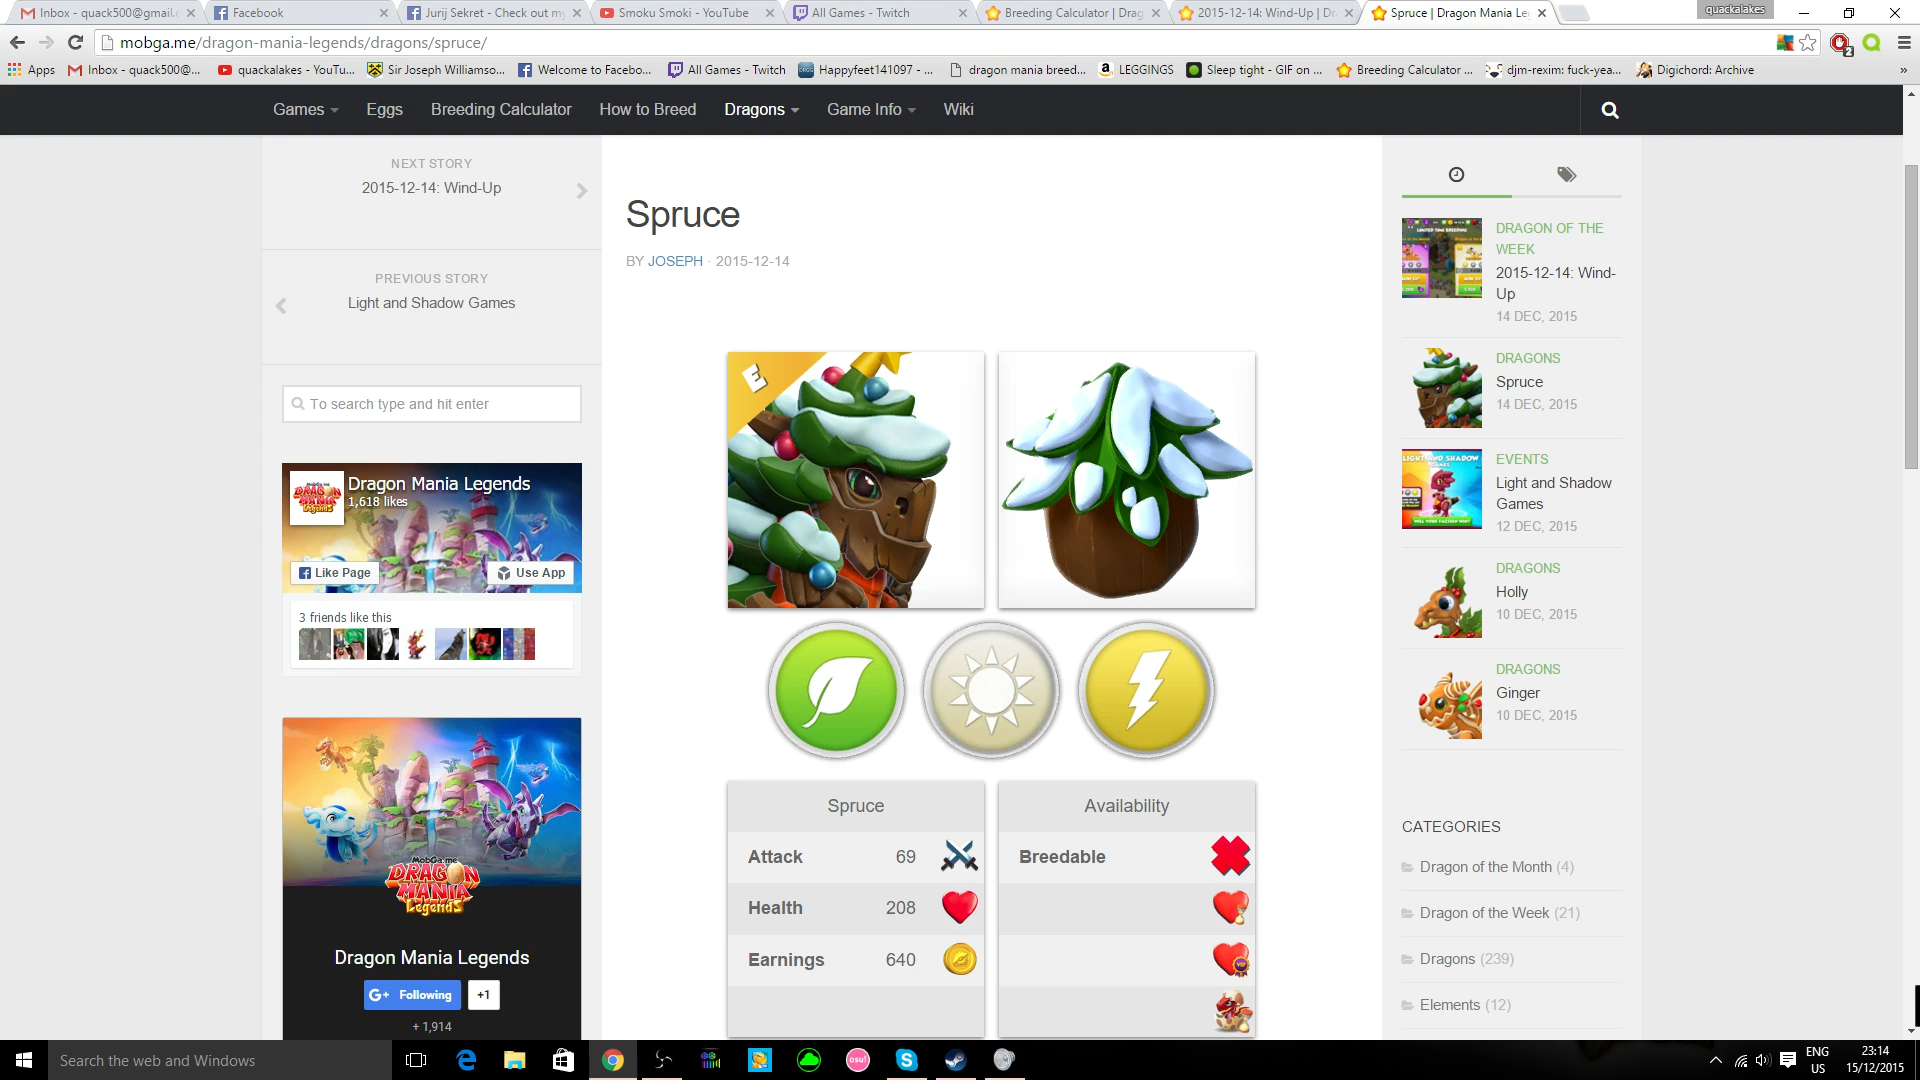 Inbox - quack500@gmail.c
Facebook
Jurij Sekret - Check out my
Smoku Smoki - YouTube
All Games - Twitch
Breeding Calculator | Drag
2015-12-14: Wind-Up | Dr
Spruce | Dragon Mania Le
quackalakes
mobga.me/dragon-mania-legends/dragons/spruce/
2
Apps
Inbox - quack500@...
quackalakes - YouTu...
Sir Joseph Williamso...
Welcome to Facebo...
All Games - Twitch
Happyfeet141097 - ...
dragon mania breed...
LEGGINGS
Sleep tight - GIF on ...
Breeding Calculator ...
djm-rexim: fuck-yea...
Digichord: Archive
»
Games
Eggs
Breeding Calculator
How to Breed
Dragons
Game Info
Wiki
NEXT STORY
2015-12-14: Wind-Up
PREVIOUS STORY
Light and Shadow Games
To search type and hit enter
Dragon Mania Legends
1,618 likes
Like Page
Use App
3 friends like this
MobGa.me
DRAGON
MANIA
Legends
Dragon Mania Legends
G+ Following
+1
+ 1,914
Spruce
BY JOSEPH · 2015-12-14
E
Spruce
Attack 69
Health 208
Earnings 640
Availability
Breedable
VIP
DRAGON OF THE
WEEK
2015-12-14: Wind-
Up
14 DEC, 2015
DRAGONS
Spruce
14 DEC, 2015
EVENTS
Light and Shadow
Games
12 DEC, 2015
DRAGONS
Holly
10 DEC, 2015
DRAGONS
Ginger
10 DEC, 2015
CATEGORIES
Dragon of the Month (4)
Dragon of the Week (21)
Dragons (239)
Elements (12)
Search the web and Windows
osu!
ENG
US
23:14
15/12/2015